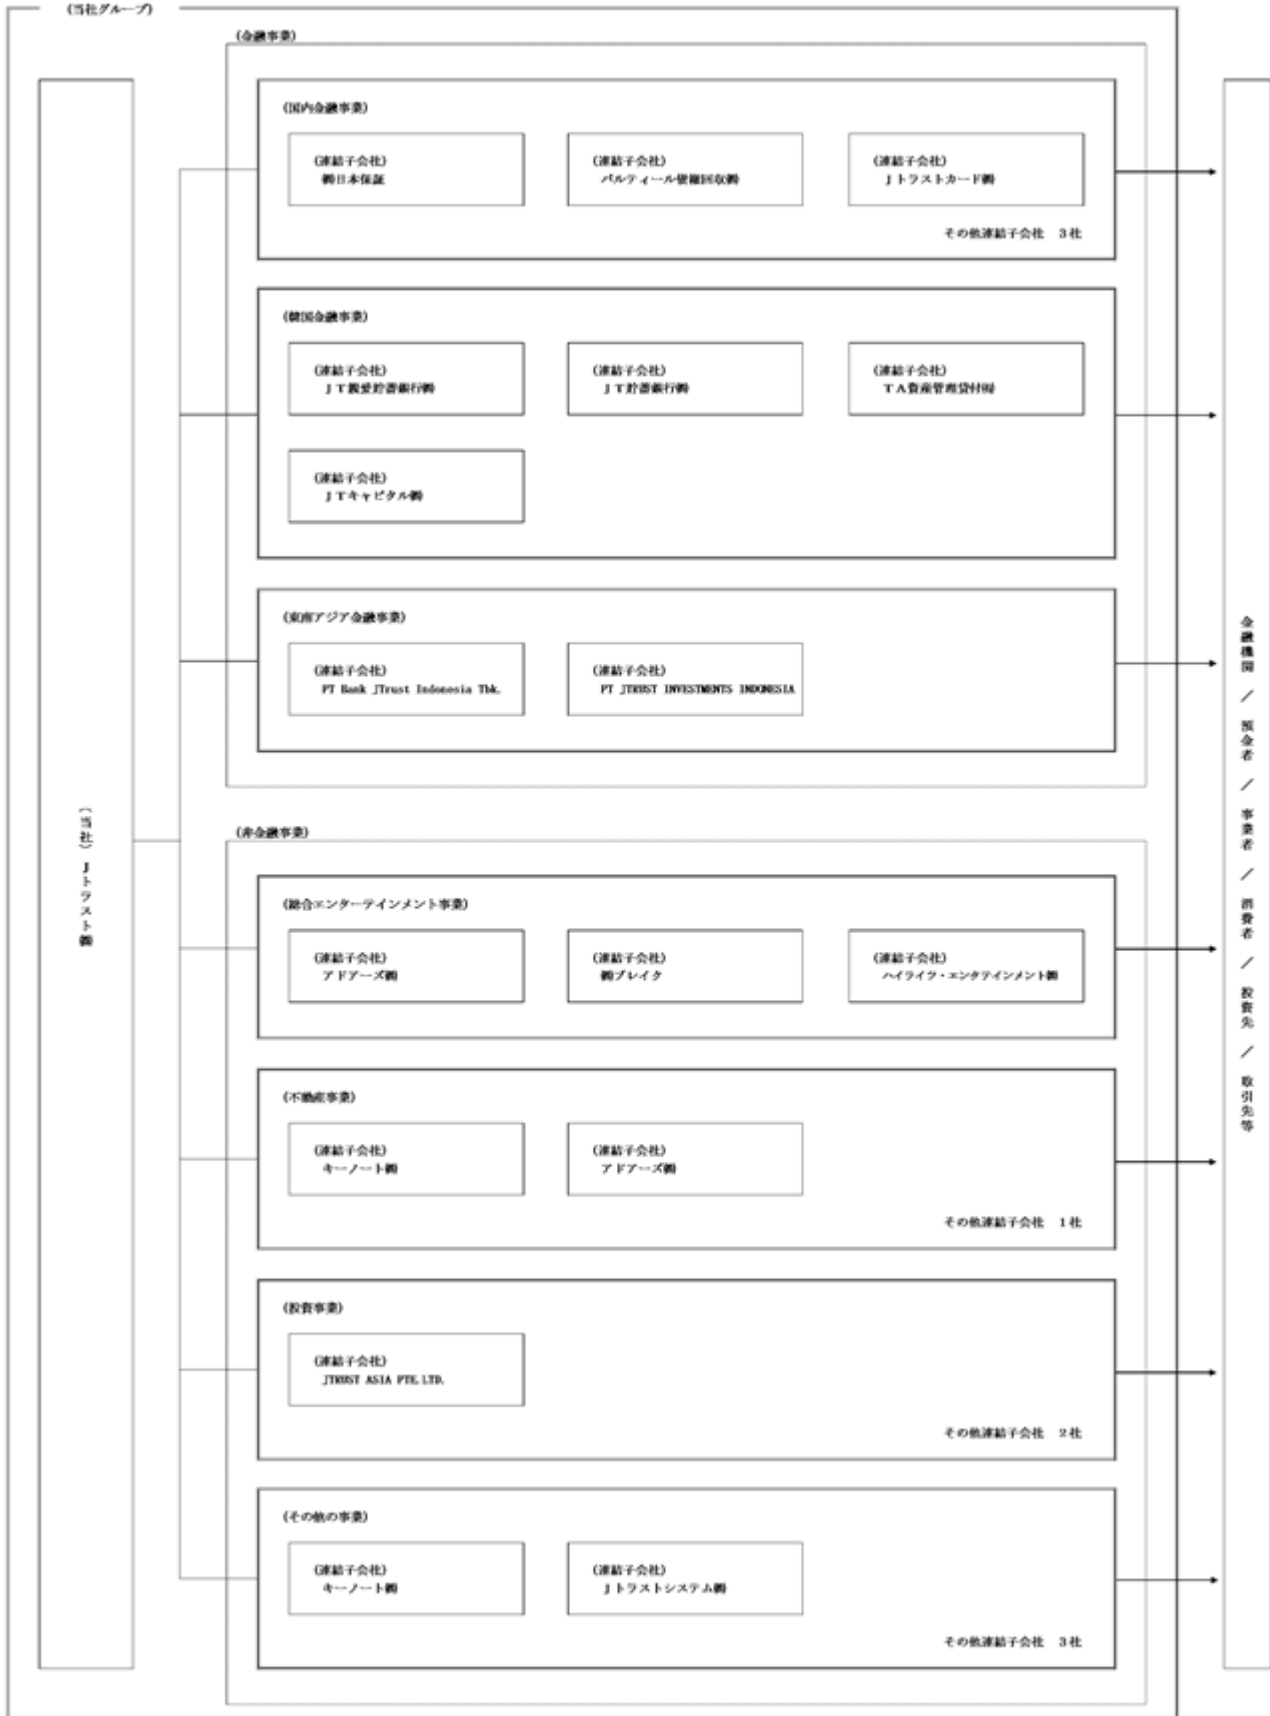 (当社グループ)
(金融事業)
(国内金融事業)
(連結子会社)
㈱日本保証
(連結子会社)
パルティール債権回収㈱
(連結子会社)
Jトラストカード㈱
その他連結子会社 3社
(韓国金融事業)
(連結子会社)
JT親愛貯蓄銀行㈱
(連結子会社)
JT貯蓄銀行㈱
(連結子会社)
TA資産管理貸付㈲
(連結子会社)
JTキャピタル㈱
(東南アジア金融事業)
(連結子会社)
PT Bank JTrust Indonesia Tbk.
(連結子会社)
PT JTRUST INVESTMENTS INDONESIA
(当社) Jトラスト㈱
(非金融事業)
(総合エンターテインメント事業)
(連結子会社)
アドアーズ㈱
(連結子会社)
㈱ブレイク
(連結子会社)
ハイライツ・エンタテインメント㈱
(不動産事業)
(連結子会社)
キーノート㈱
(連結子会社)
アドアーズ㈱
その他連結子会社 1社
(投資事業)
(連結子会社)
JTRUST ASIA PTE.LTD.
その他連結子会社 2社
(その他の事業)
(連結子会社)
キーノート㈱
(連結子会社)
Jトラストシステム㈱
その他連結子会社 3社
金融機関 / 預金者 / 事業者 / 消費者 / 投資先 / 取引先等